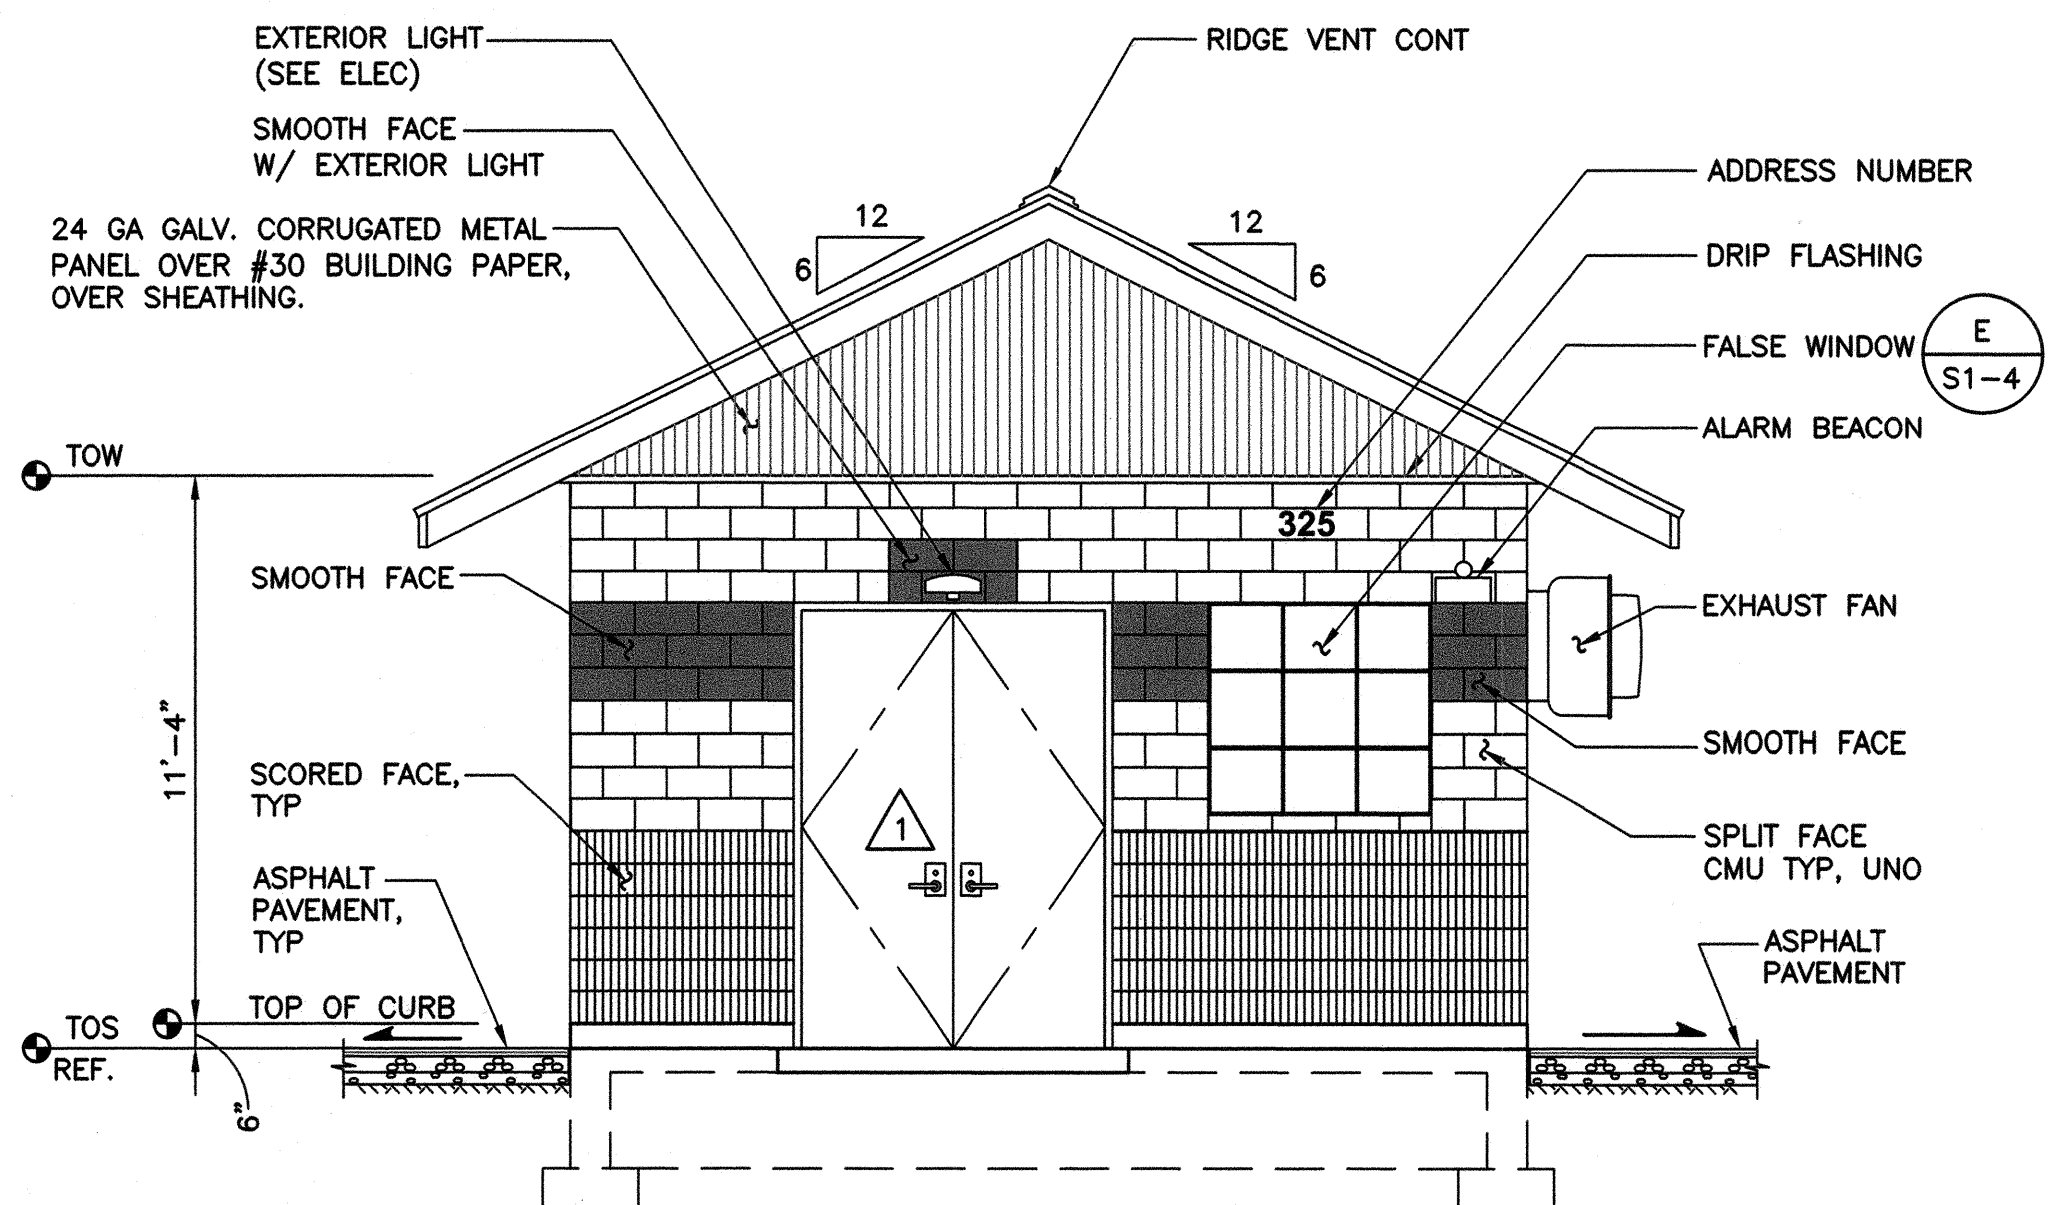 EXTERIOR LIGHT
(SEE ELEC)
SMOOTH FACE
W/ EXTERIOR LIGHT
24 GA GALV. CORRUGATED METAL
PANEL OVER #30 BUILDING PAPER,
OVER SHEATHING.
RIDGE VENT CONT
12
6
12
6
ADDRESS NUMBER
DRIP FLASHING
FALSE WINDOW
E
S1-4
ALARM BEACON
TOW
325
SMOOTH FACE
EXHAUST FAN
11'-4"
SMOOTH FACE
SCORED FACE,
TYP
1
SPLIT FACE
CMU TYP, UNO
ASPHALT
PAVEMENT,
TYP
ASPHALT
PAVEMENT
TOP OF CURB
TOS
REF.
6"